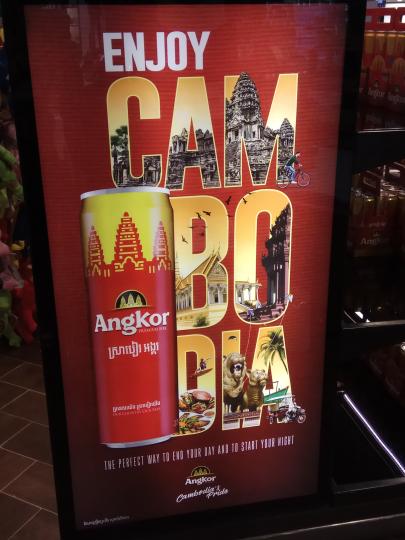 ENJOY
CAM
BO
DIA
Angkor
PREMIUM BEER
ស្រាបៀរ អង្គរ
THE PERFECT WAY TO END YOUR DAY AND TO START YOUR NIGHT
Angkor
Cambodia's
Pride
Angkor